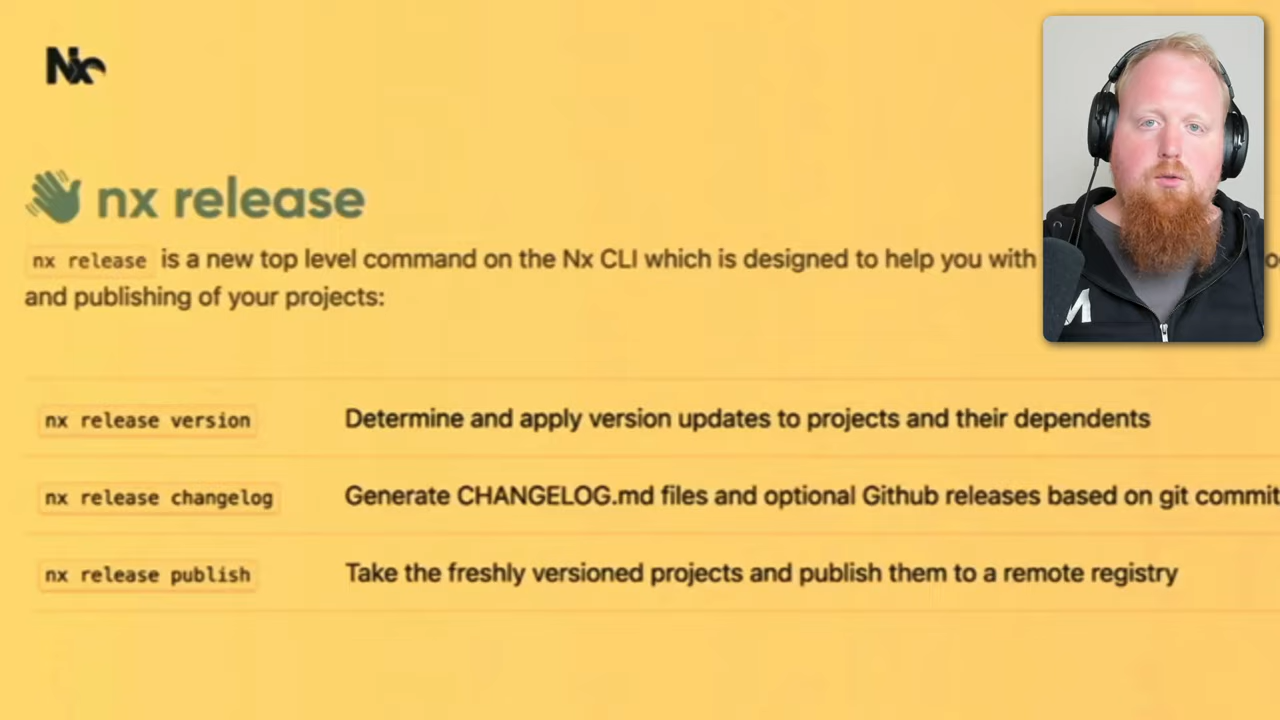 Nx
nx release
nx release is a new top level command on the Nx CLI which is designed to help you with
and publishing of your projects:
nx release version Determine and apply version updates to projects and their dependents
nx release changelog Generate CHANGELOG.md files and optional Github releases based on git commit
nx release publish Take the freshly versioned projects and publish them to a remote registry